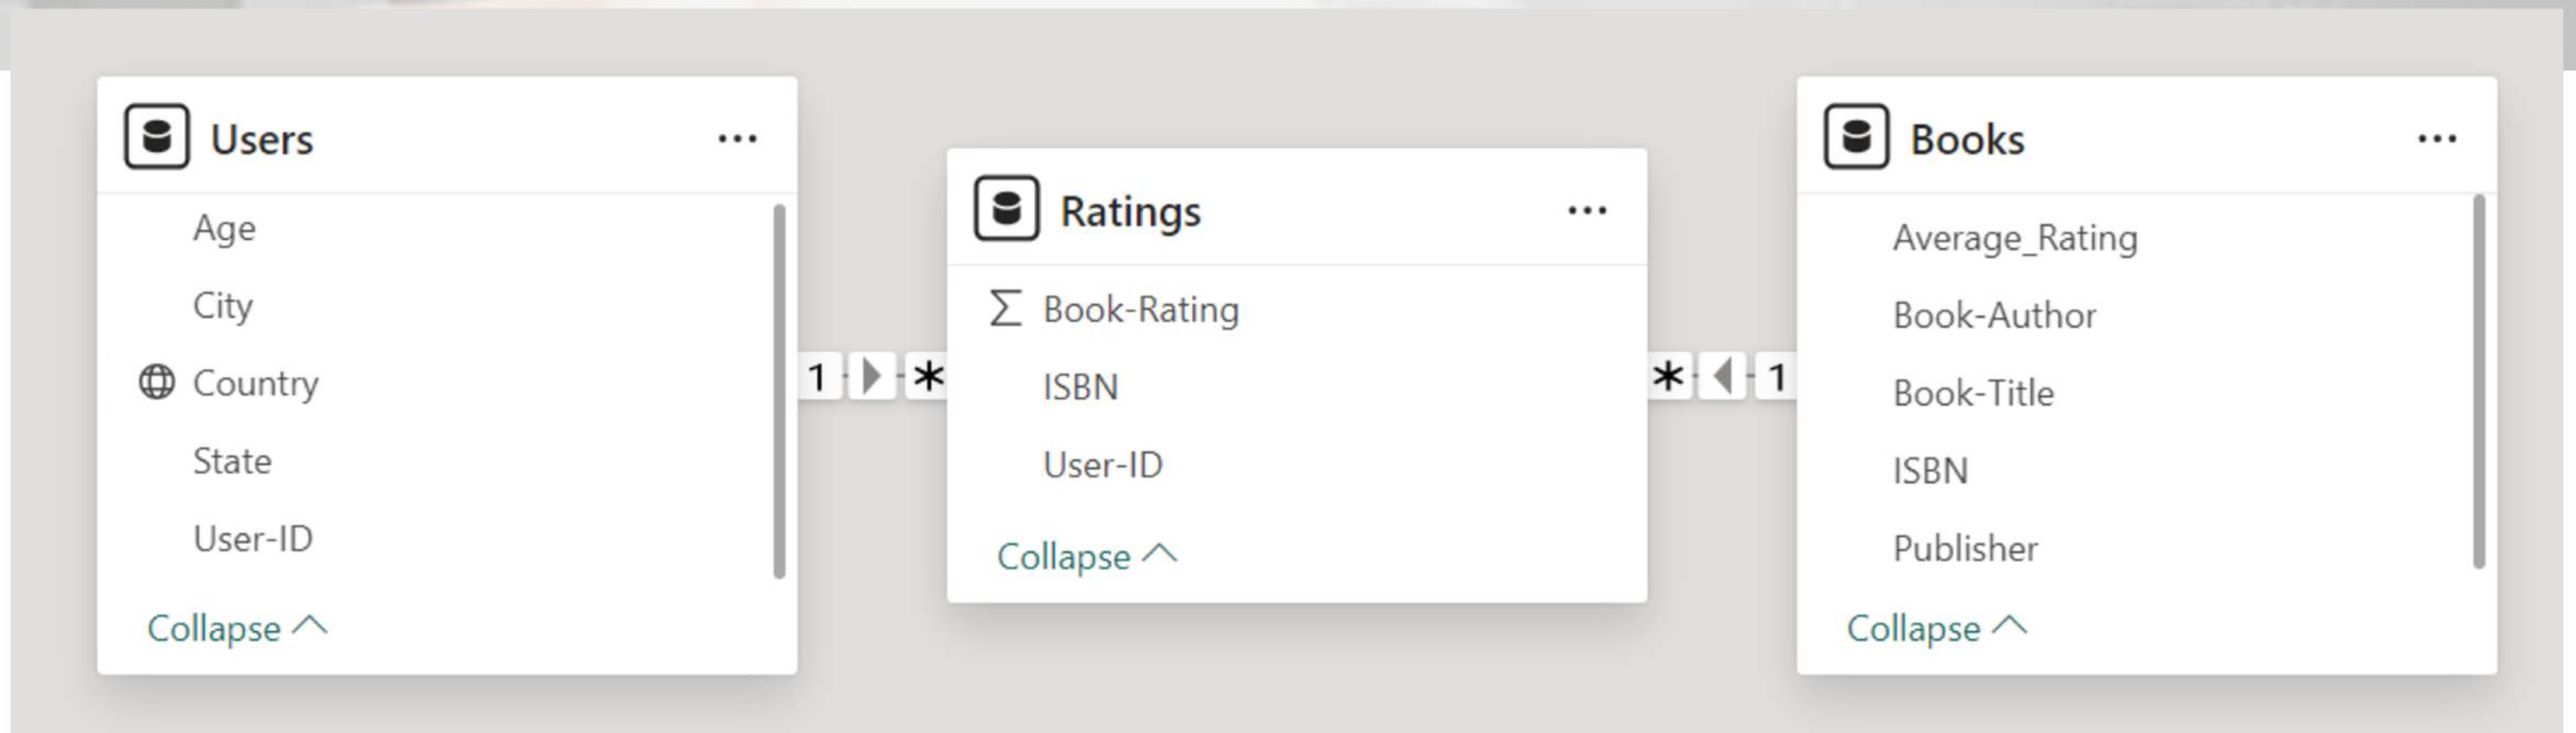 Users
Age
City
Country
State
User-ID
Collapse
1
*
Ratings
Σ Book-Rating
ISBN
User-ID
Collapse
*
1
Books
Average_Rating
Book-Author
Book-Title
ISBN
Publisher
Collapse